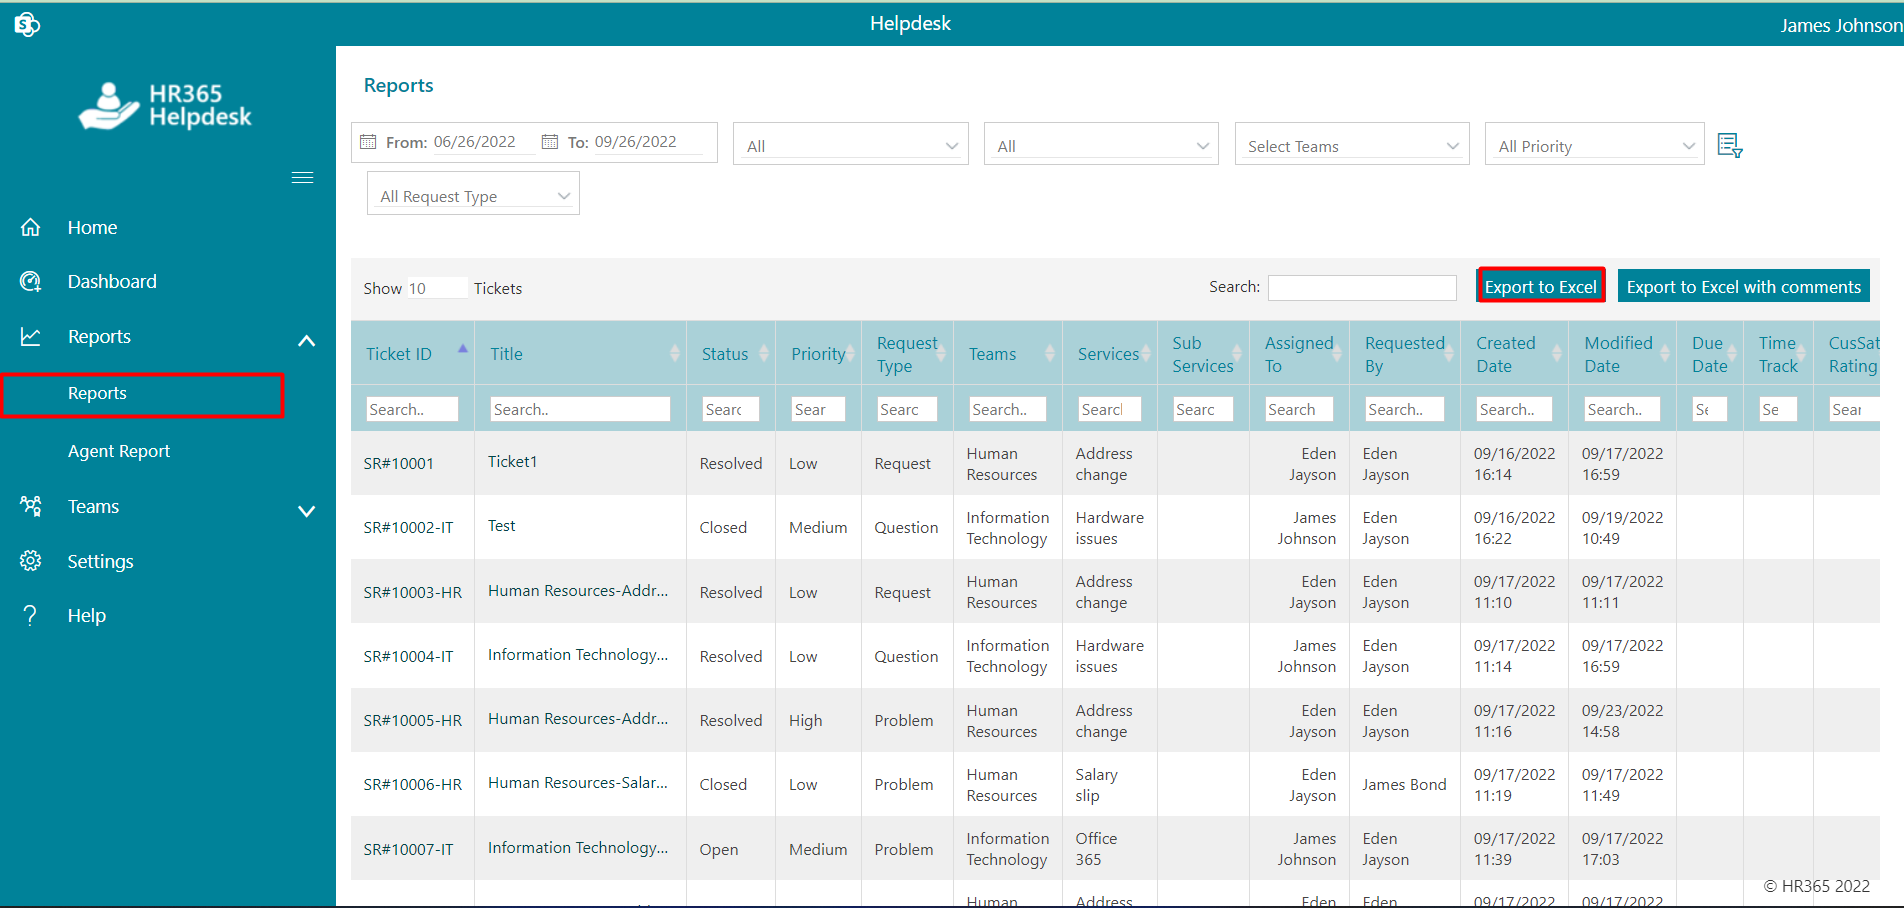 Helpdesk
James Johnson
HR365
Helpdesk
Home
Dashboard
Reports
Reports
Agent Report
Teams
Settings
Help
Reports
From: 06/26/2022 To: 09/26/2022
All
All
Select Teams
All Priority
All Request Type
Show 10 Tickets
Search:
Export to Excel
Export to Excel with comments
Ticket ID
Title
Status
Priority
Request
Type
Teams
Services
Sub
Services
Assigned
To
Requested
By
Created
Date
Modified
Date
Due
Date
Time
Track
CusSat
Rating
Search.. Search.. Searc Sear Searc Search.. Search Searc Search Search.. Search.. Search.. Se Se Sear
SR#10001 Ticket1 Resolved Low Request
Human
Resources
Address
change
Eden
Jayson
Eden
Jayson
09/16/2022
16:14
09/17/2022
16:59
SR#10002-IT Test Closed Medium Question
Information
Technology
Hardware
issues
James
Johnson
Eden
Jayson
09/16/2022
16:22
09/19/2022
10:49
SR#10003-HR Human Resources-Addr... Resolved Low Request
Human
Resources
Address
change
Eden
Jayson
Eden
Jayson
09/17/2022
11:10
09/17/2022
11:11
SR#10004-IT Information Technology... Resolved Low Question
Information
Technology
Hardware
issues
James
Johnson
Eden
Jayson
09/17/2022
11:14
09/17/2022
16:59
SR#10005-HR Human Resources-Addr... Resolved High Problem
Human
Resources
Address
change
Eden
Jayson
Eden
Jayson
09/17/2022
11:16
09/23/2022
14:58
SR#10006-HR Human Resources-Salar... Closed Low Problem
Human
Resources
Salary
slip
Eden
Jayson
James Bond
09/17/2022
11:19
09/17/2022
11:49
SR#10007-IT Information Technology... Open Medium Problem
Information
Technology
Office
365
James
Johnson
Eden
Jayson
09/17/2022
11:39
09/17/2022
17:03
Human Address Eden Eden 09/17/2022 09/17/2022
© HR365 2022